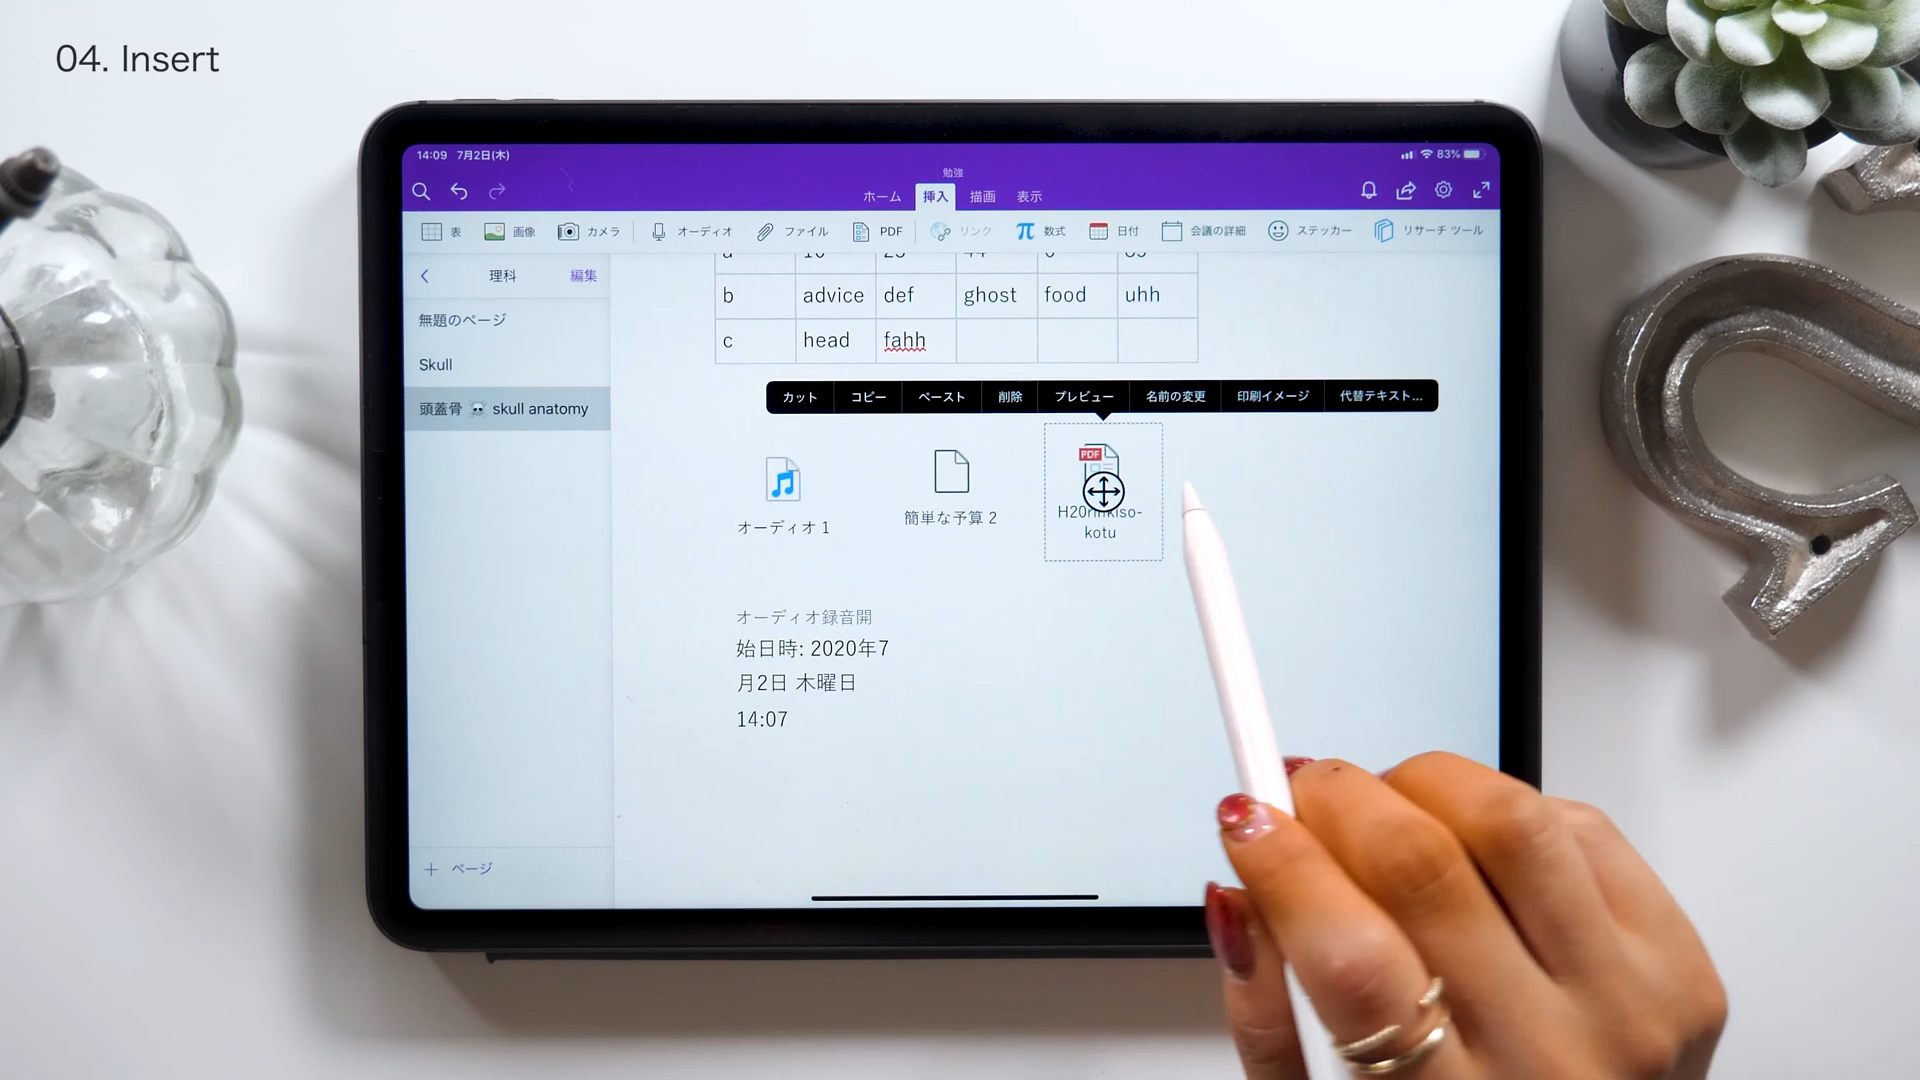 04. Insert
14:09 7月2日(木)
83%
勉強
ホーム 挿入 描画 表示
表 画像 カメラ オーディオ ファイル PDF リンク 数式 日付 会議の詳細 ステッカー リサーチ ツール
理科 編集
無題のページ
Skull
頭蓋骨 skull anatomy
+ ページ
b advice def ghost food uhh
c head fahh
カット コピー ペースト 削除 プレビュー 名前の変更 印刷イメージ 代替テキスト...
オーディオ 1
簡単な予算 2
PDF
kotu
オーディオ録音開
始日時: 2020年7
月2日 木曜日
14:07